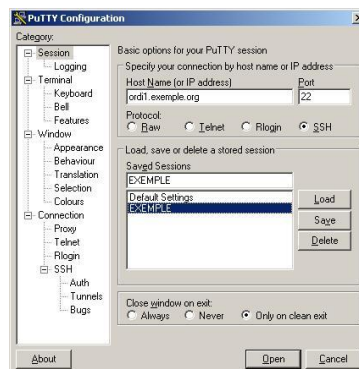 PuTTY Configuration
Category:
Session
Logging
Terminal
Keyboard
Bell
Features
Window
Appearance
Behaviour
Translation
Selection
Colours
Connection
Proxy
Telnet
Rlogin
SSH
Auth
Tunnels
Bugs
Basic options for your PuTTY session
Specify your connection by host name or IP address
Host Name (or IP address) Port
ordi1.exemple.org 22
Protocol:
Raw Telnet Rlogin SSH
Load, save or delete a stored session
Saved Sessions
EXEMPLE
Default Settings
EXEMPLE
Load
Save
Delete
Close window on exit:
Always Never Only on clean exit
About Open Cancel